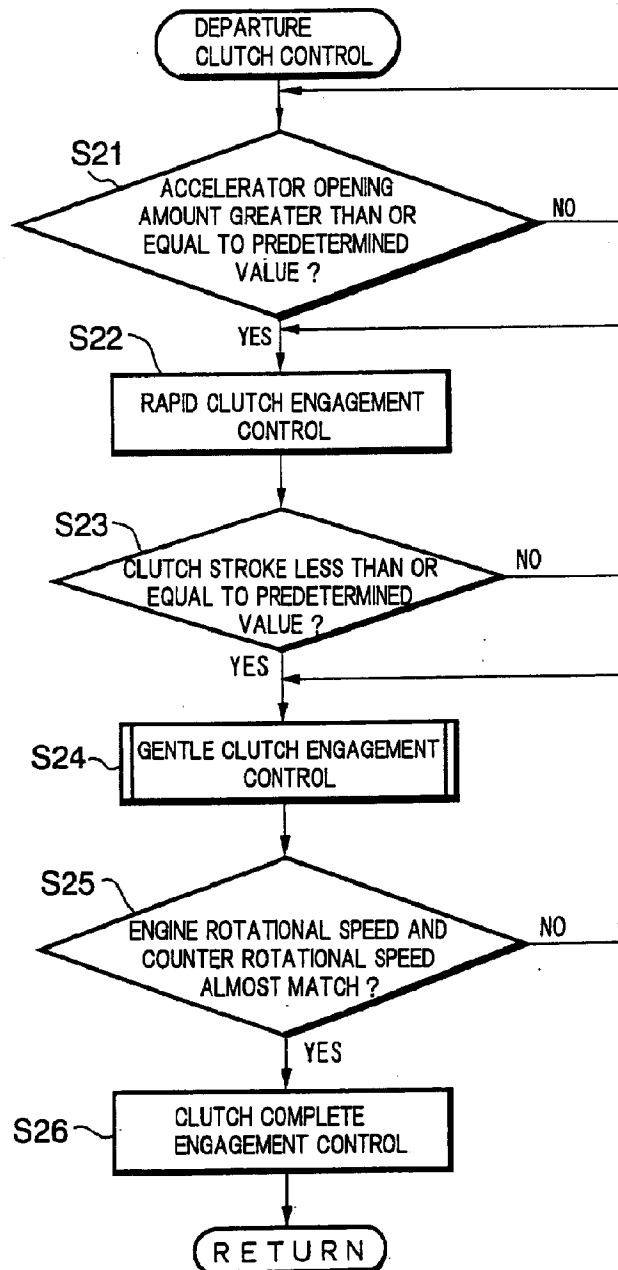 DEPARTURE
CLUTCH CONTROL
S21
ACCELERATOR OPENING
AMOUNT GREATER THAN OR
EQUAL TO PREDETERMINED
VALUE ?
NO
YES
S22
RAPID CLUTCH ENGAGEMENT
CONTROL
S23
CLUTCH STROKE LESS THAN OR
EQUAL TO PREDETERMINED
VALUE ?
NO
YES
S24
GENTLE CLUTCH ENGAGEMENT
CONTROL
S25
ENGINE ROTATIONAL SPEED AND
COUNTER ROTATIONAL SPEED
ALMOST MATCH ?
NO
YES
S26
CLUTCH COMPLETE
ENGAGEMENT CONTROL
RETURN